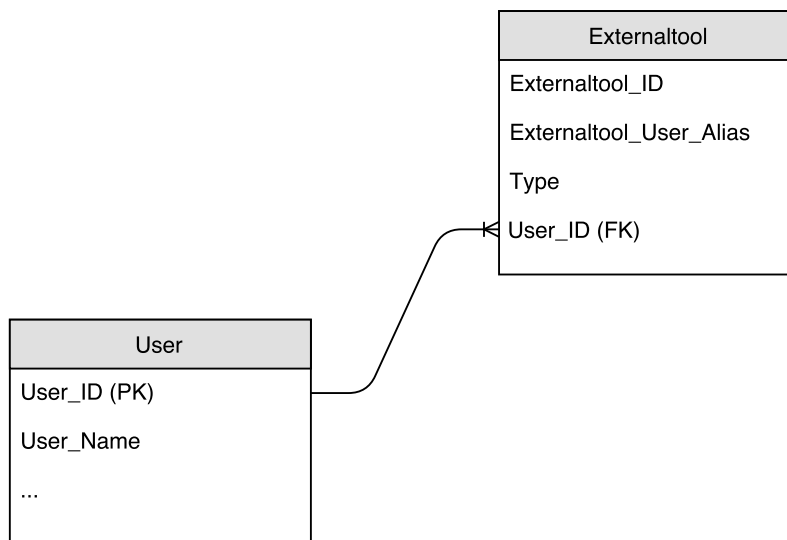 Externaltool
Externaltool_ID
Externaltool_User_Alias
Type
User_ID (FK)
User
User_ID (PK)
User_Name
...